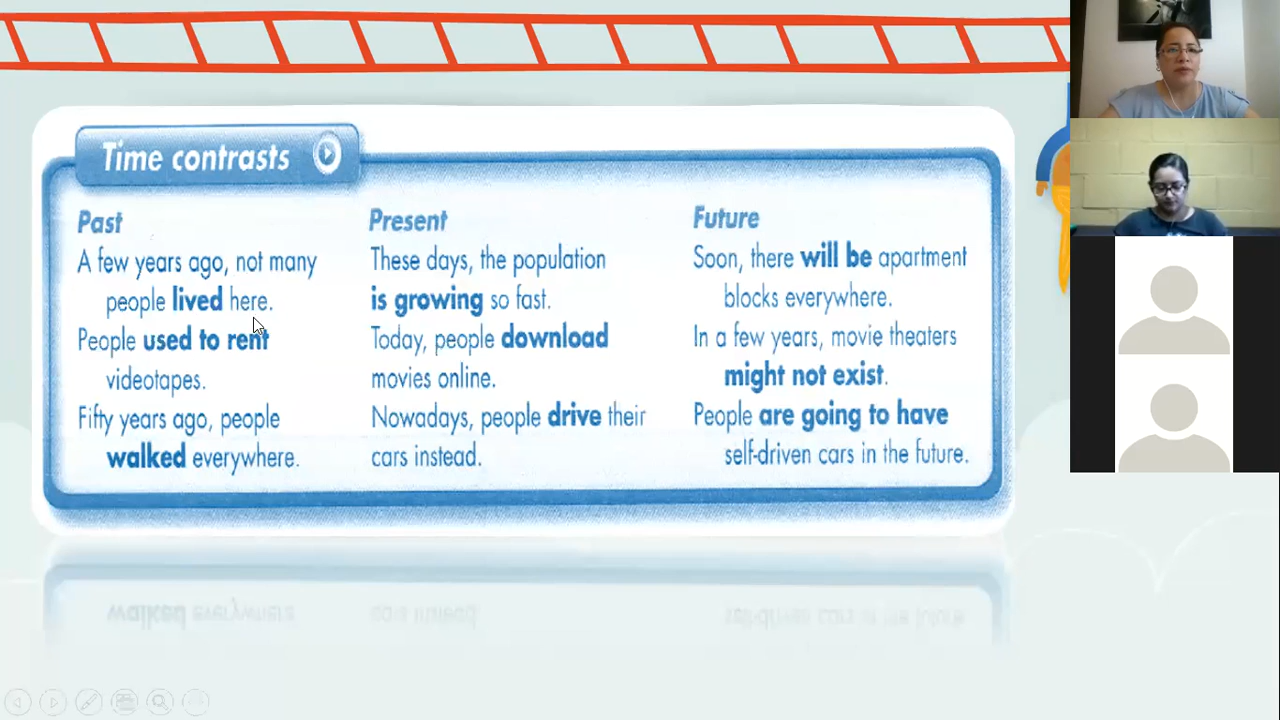 Time contrasts
Past
A few years ago, not many
people lived here.
People used to rent
videotapes.
Fifty years ago, people
walked everywhere.
Present
These days, the population
is growing so fast.
Today, people download
movies online.
Nowadays, people drive their
cars instead.
Future
Soon, there will be apartment
blocks everywhere.
In a few years, movie theaters
might not exist.
People are going to have
self-driven cars in the future.